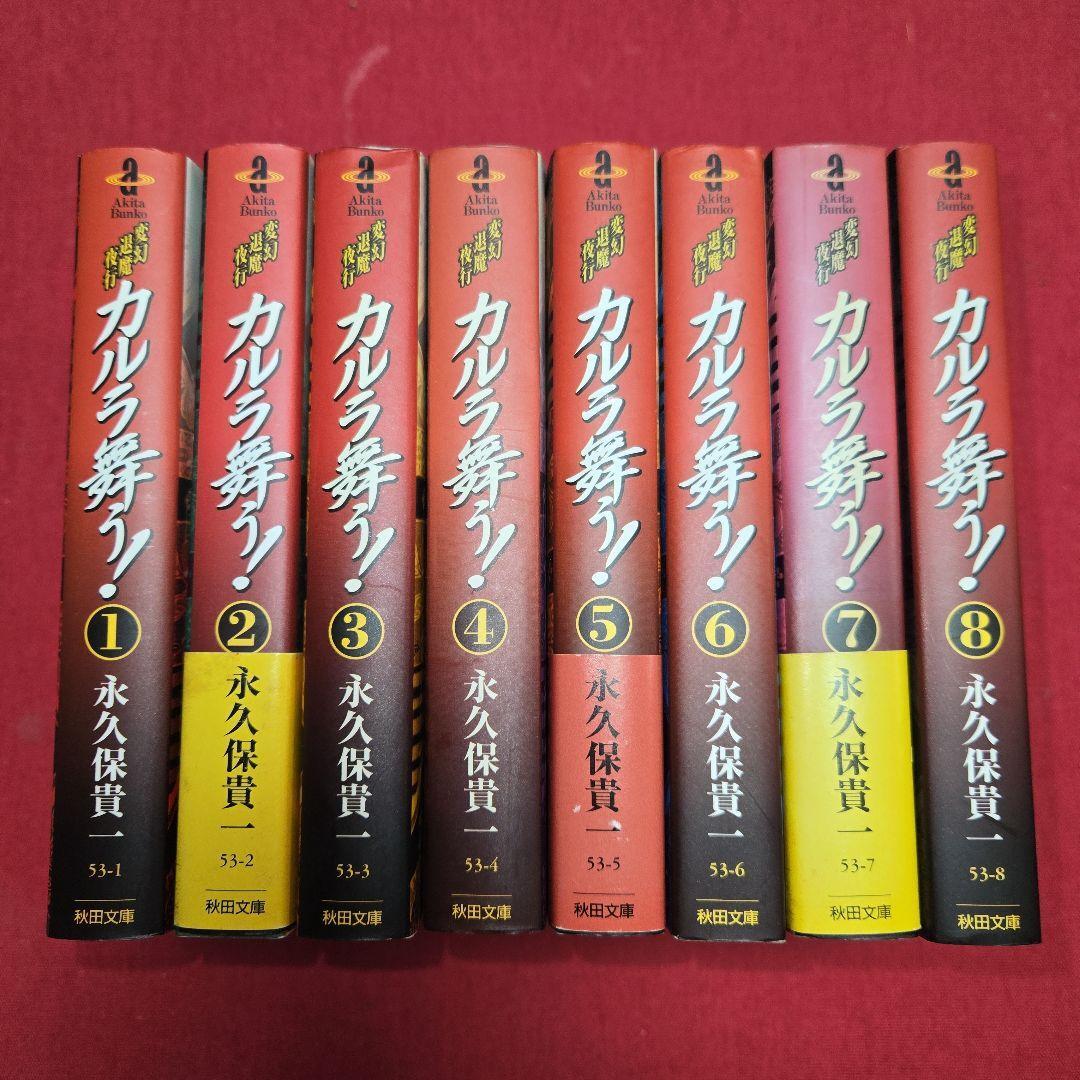 a
Akita
Bunko
変幻
退魔
夜行
カルラ舞う!
1
永久保貴一
53-1
秋田文庫
a
Akita
Bunko
変幻
退魔
夜行
カルラ舞う!
2
永久保貴一
53-2
秋田文庫
a
Akita
Bunko
変幻
退魔
夜行
カルラ舞う!
3
永久保貴一
53-3
秋田文庫
a
Akita
Bunko
変幻
退魔
夜行
カルラ舞う!
4
永久保貴一
53-4
秋田文庫
a
Akita
Bunko
変幻
退魔
夜行
カルラ舞う!
5
永久保貴一
53-5
秋田文庫
a
Akita
Bunko
変幻
退魔
夜行
カルラ舞う!
6
永久保貴一
53-6
秋田文庫
a
Akita
Bunko
変幻
退魔
夜行
カルラ舞う!
7
永久保貴一
53-7
秋田文庫
a
Akita
Bunko
変幻
退魔
夜行
カルラ舞う!
8
永久保貴一
53-8
秋田文庫